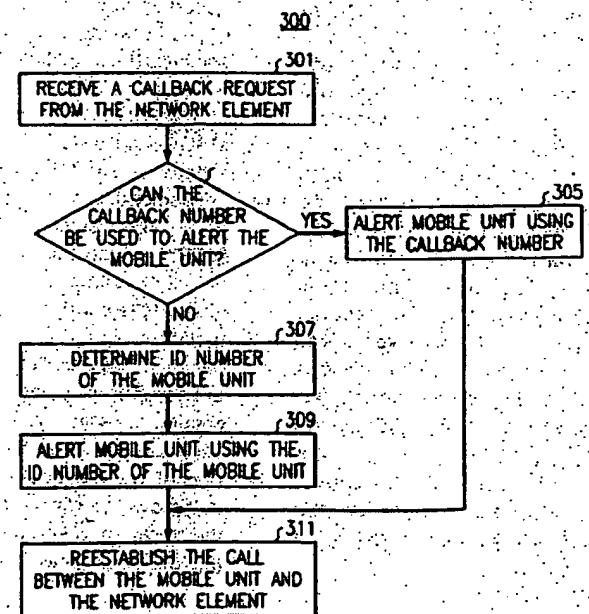 300
301
RECEIVE A CALLBACK REQUEST
FROM THE NETWORK ELEMENT
CAN THE
CALLBACK NUMBER
BE USED TO ALERT THE
MOBILE UNIT?
YES
305
ALERT MOBILE UNIT USING
THE CALLBACK NUMBER
NO
307
DETERMINE ID NUMBER
OF THE MOBILE UNIT
309
ALERT MOBILE UNIT USING THE
ID NUMBER OF THE MOBILE UNIT
311
REESTABLISH THE CALL
BETWEEN THE MOBILE UNIT AND
THE NETWORK ELEMENT